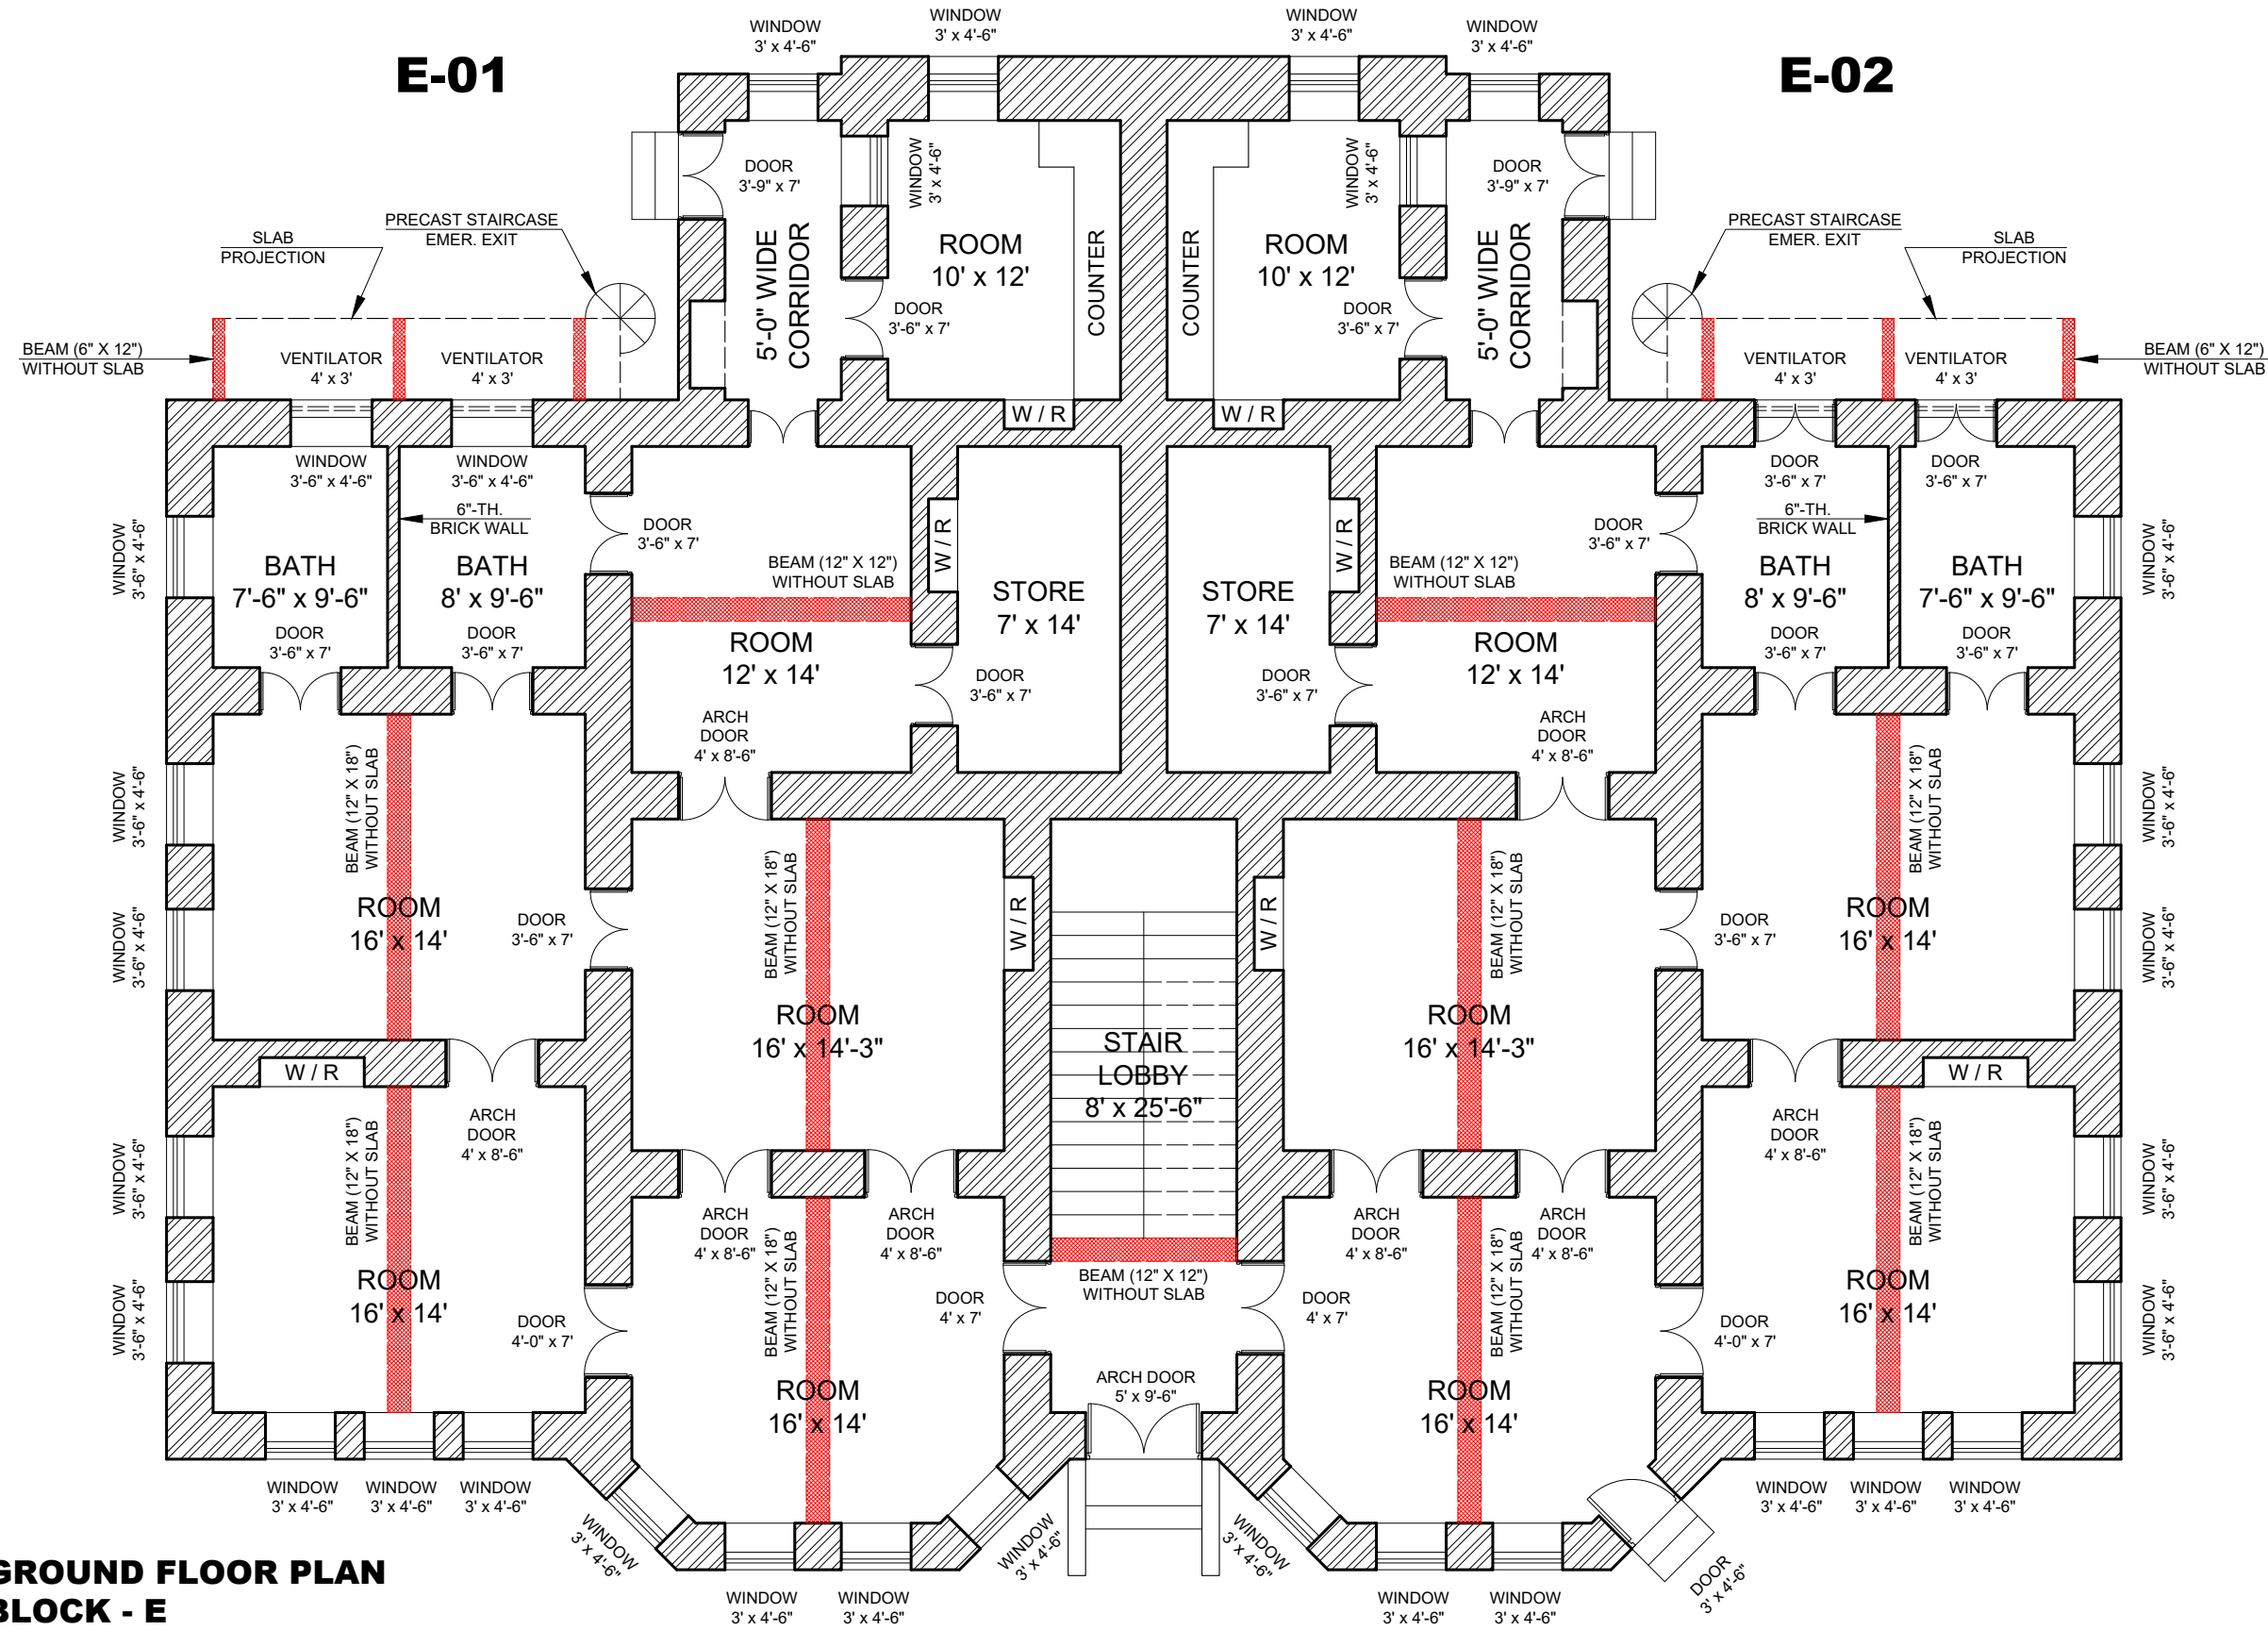 WINDOW
3' x 4'-6"
WINDOW
3' x 4'-6"
WINDOW
3' x 4'-6"
WINDOW
3' x 4'-6"
E-01
E-02
DOOR
3'-9" x 7'
WINDOW
3' x 4'-6"
WINDOW
3' x 4'-6"
DOOR
3'-9" x 7'
SLAB
PROJECTION
PRECAST STAIRCASE
EMER. EXIT
5'-0" WIDE
CORRIDOR
ROOM
10' x 12'
COUNTER
COUNTER
ROOM
10' x 12'
5'-0" WIDE
CORRIDOR
PRECAST STAIRCASE
EMER. EXIT
SLAB
PROJECTION
DOOR
3'-6" x 7'
DOOR
3'-6" x 7'
BEAM (6" X 12")
WITHOUT SLAB
VENTILATOR
4' x 3'
VENTILATOR
4' x 3'
VENTILATOR
4' x 3'
VENTILATOR
4' x 3'
BEAM (6" X 12")
WITHOUT SLAB
W / R
W / R
WINDOW
3'-6" x 4'-6"
WINDOW
3'-6" x 4'-6"
DOOR
3'-6" x 7'
DOOR
3'-6" x 7'
WINDOW
3'-6" x 4'-6"
6"-TH.
BRICK WALL
DOOR
3'-6" x 7'
W / R
W / R
DOOR
3'-6" x 7'
6"-TH.
BRICK WALL
WINDOW
3'-6" x 4'-6"
BATH
7'-6" x 9'-6"
BATH
8' x 9'-6"
BEAM (12" X 12")
WITHOUT SLAB
STORE
7' x 14'
STORE
7' x 14'
BEAM (12" X 12")
WITHOUT SLAB
BATH
8' x 9'-6"
BATH
7'-6" x 9'-6"
DOOR
3'-6" x 7'
DOOR
3'-6" x 7'
ROOM
12' x 14'
DOOR
3'-6" x 7'
DOOR
3'-6" x 7'
ROOM
12' x 14'
DOOR
3'-6" x 7'
DOOR
3'-6" x 7'
ARCH
DOOR
4' x 8'-6"
ARCH
DOOR
4' x 8'-6"
WINDOW
3'-6" x 4'-6"
BEAM (12" X 18")
WITHOUT SLAB
BEAM (12" X 18")
WITHOUT SLAB
BEAM (12" X 18")
WITHOUT SLAB
BEAM (12" X 18")
WITHOUT SLAB
WINDOW
3'-6" x 4'-6"
WINDOW
3'-6" x 4'-6"
ROOM
16' x 14'
DOOR
3'-6" x 7'
W / R
W / R
DOOR
3'-6" x 7'
ROOM
16' x 14'
WINDOW
3'-6" x 4'-6"
ROOM
16' x 14'-3"
STAIR
LOBBY
8' x 25'-6"
ROOM
16' x 14'-3"
W / R
W / R
WINDOW
3'-6" x 4'-6"
BEAM (12" X 18")
WITHOUT SLAB
ARCH
DOOR
4' x 8'-6"
ARCH
DOOR
4' x 8'-6"
BEAM (12" X 18")
WITHOUT SLAB
WINDOW
3'-6" x 4'-6"
ARCH
DOOR
4' x 8'-6"
BEAM (12" X 18")
WITHOUT SLAB
ARCH
DOOR
4' x 8'-6"
ARCH
DOOR
4' x 8'-6"
BEAM (12" X 18")
WITHOUT SLAB
ARCH
DOOR
4' x 8'-6"
WINDOW
3'-6" x 4'-6"
ROOM
16' x 14'
DOOR
4'-0" x 7'
DOOR
4' x 7'
BEAM (12" X 12")
WITHOUT SLAB
DOOR
4' x 7'
DOOR
4'-0" x 7'
ROOM
16' x 14'
WINDOW
3'-6" x 4'-6"
ROOM
16' x 14'
ARCH DOOR
5' x 9'-6"
ROOM
16' x 14'
WINDOW
3' x 4'-6"
WINDOW
3' x 4'-6"
WINDOW
3' x 4'-6"
WINDOW
3' x 4'-6"
WINDOW
3' x 4'-6"
WINDOW
3' x 4'-6"
WINDOW
3' x 4'-6"
WINDOW
3' x 4'-6"
WINDOW
3' x 4'-6"
DOOR
3' x 4'-6"
WINDOW
3' x 4'-6"
WINDOW
3' x 4'-6"
WINDOW
3' x 4'-6"
WINDOW
3' x 4'-6"
GROUND FLOOR PLAN
BLOCK - E